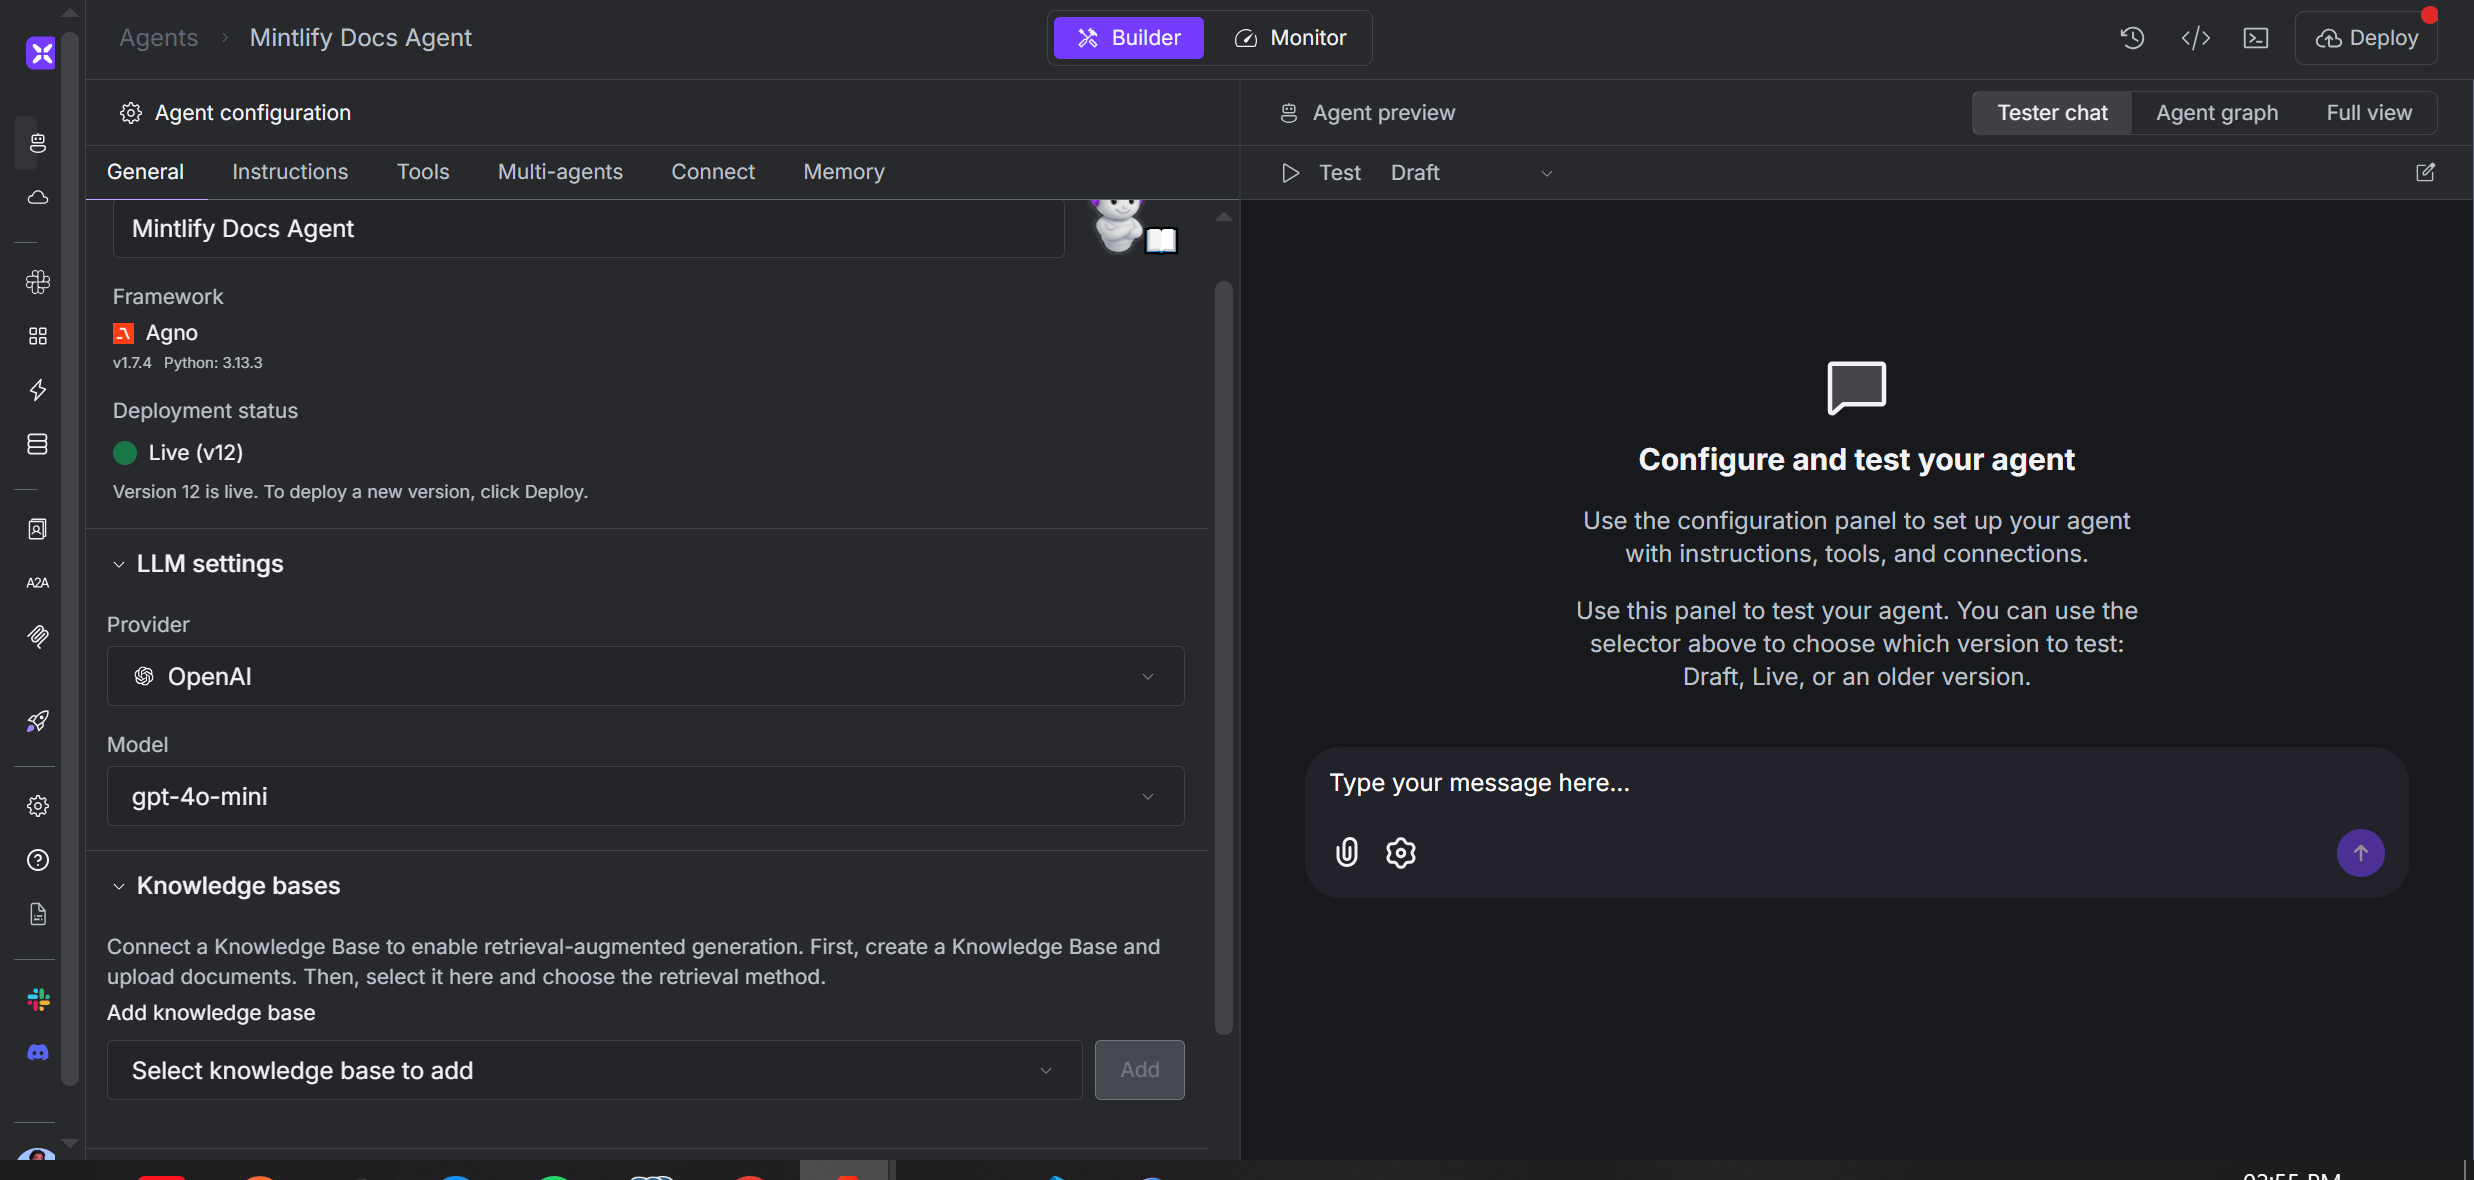 Agents > Mintlify Docs Agent
Builder
Monitor
Deploy
Agent configuration
Agent preview
Tester chat
Agent graph
Full view
General
Instructions
Tools
Multi-agents
Connect
Memory
Test
Draft
Mintlify Docs Agent
Framework
Agno
v1.7.4 Python: 3.13.3
Deployment status
Live (v12)
Version 12 is live. To deploy a new version, click Deploy.
LLM settings
Provider
OpenAI
Model
gpt-4o-mini
Knowledge bases
Connect a Knowledge Base to enable retrieval-augmented generation. First, create a Knowledge Base and
upload documents. Then, select it here and choose the retrieval method.
Add knowledge base
Select knowledge base to add
Add
A2A
Configure and test your agent
Use the configuration panel to set up your agent
with instructions, tools, and connections.
Use this panel to test your agent. You can use the
selector above to choose which version to test:
Draft, Live, or an older version.
Type your message here...